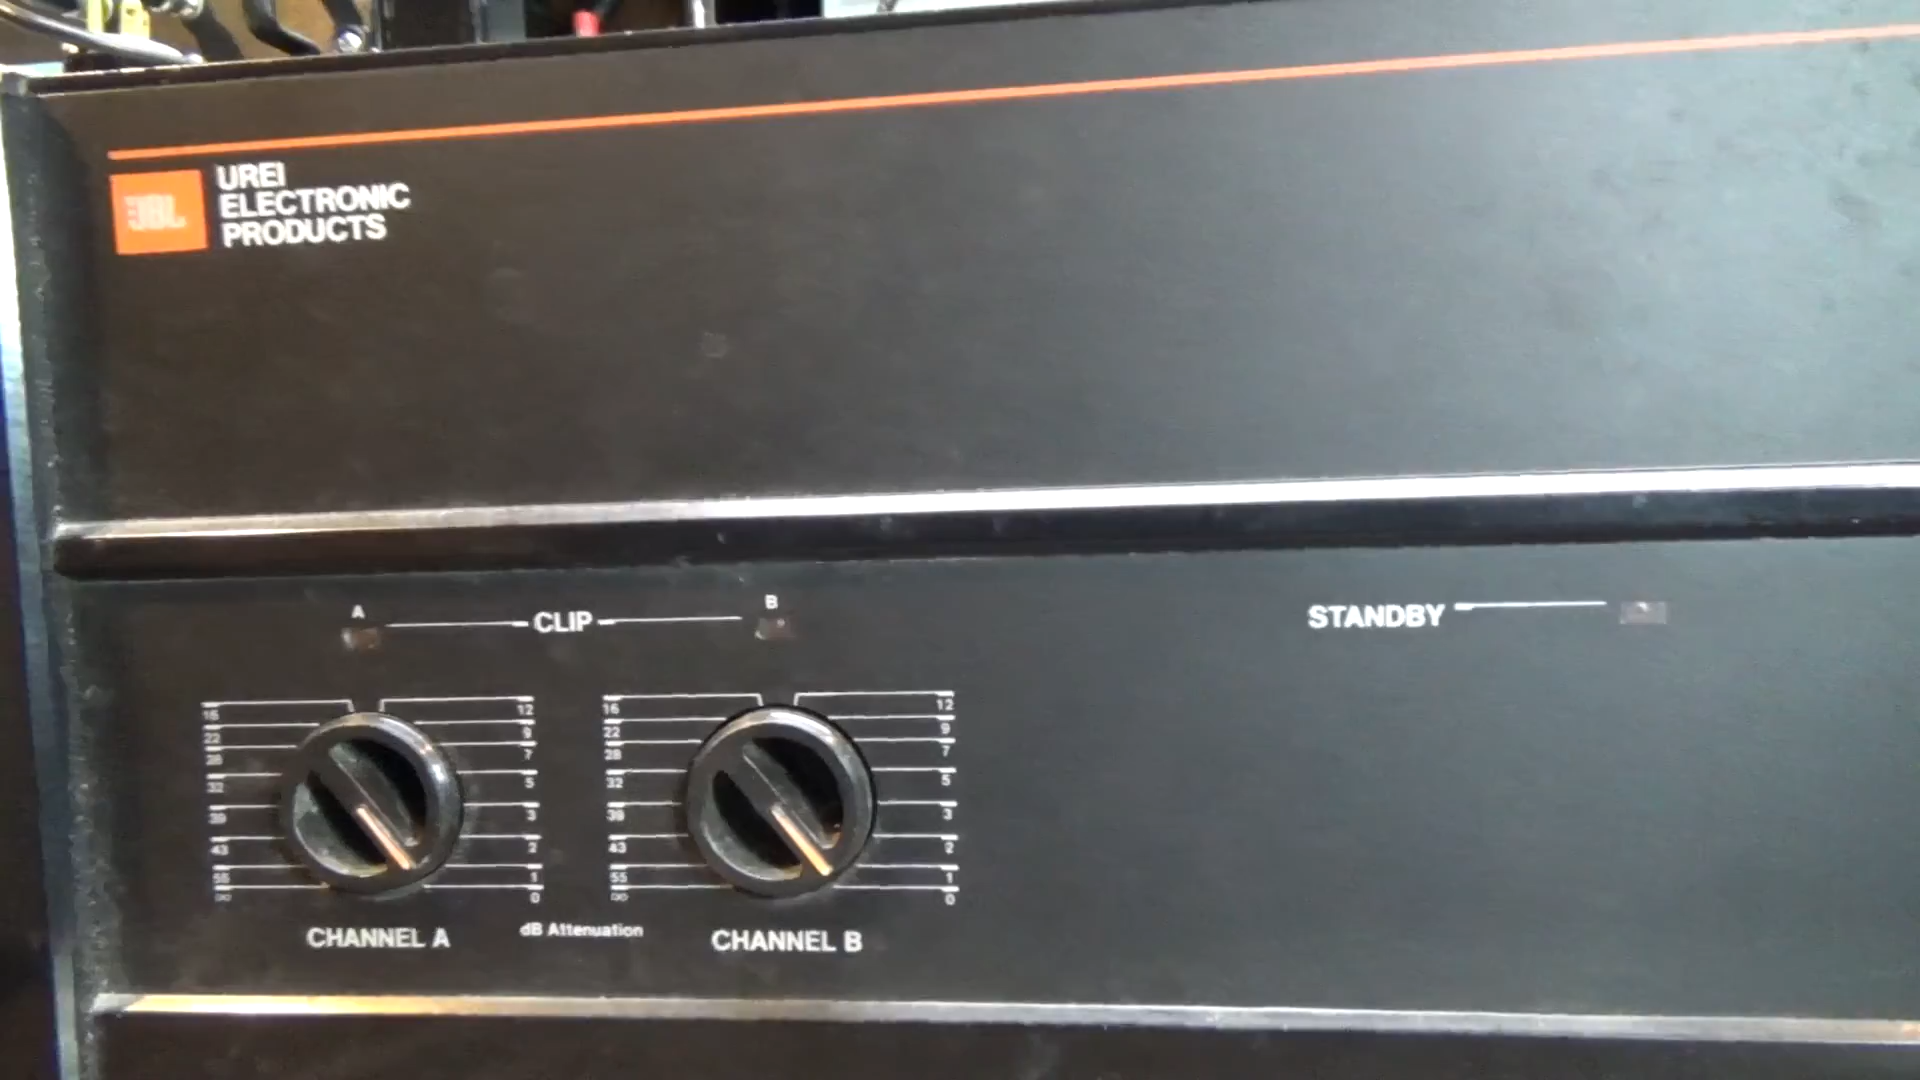 JBL
UREI
ELECTRONIC
PRODUCTS
A CLIP B
STANDBY
16 12 16 12
22 9 22 9
28 7 28 7
32 5 32 5
39 3 39 3
43 2 43 2
55 1 55 1
∞ 0 ∞ 0
CHANNEL A dB Attenuation CHANNEL B